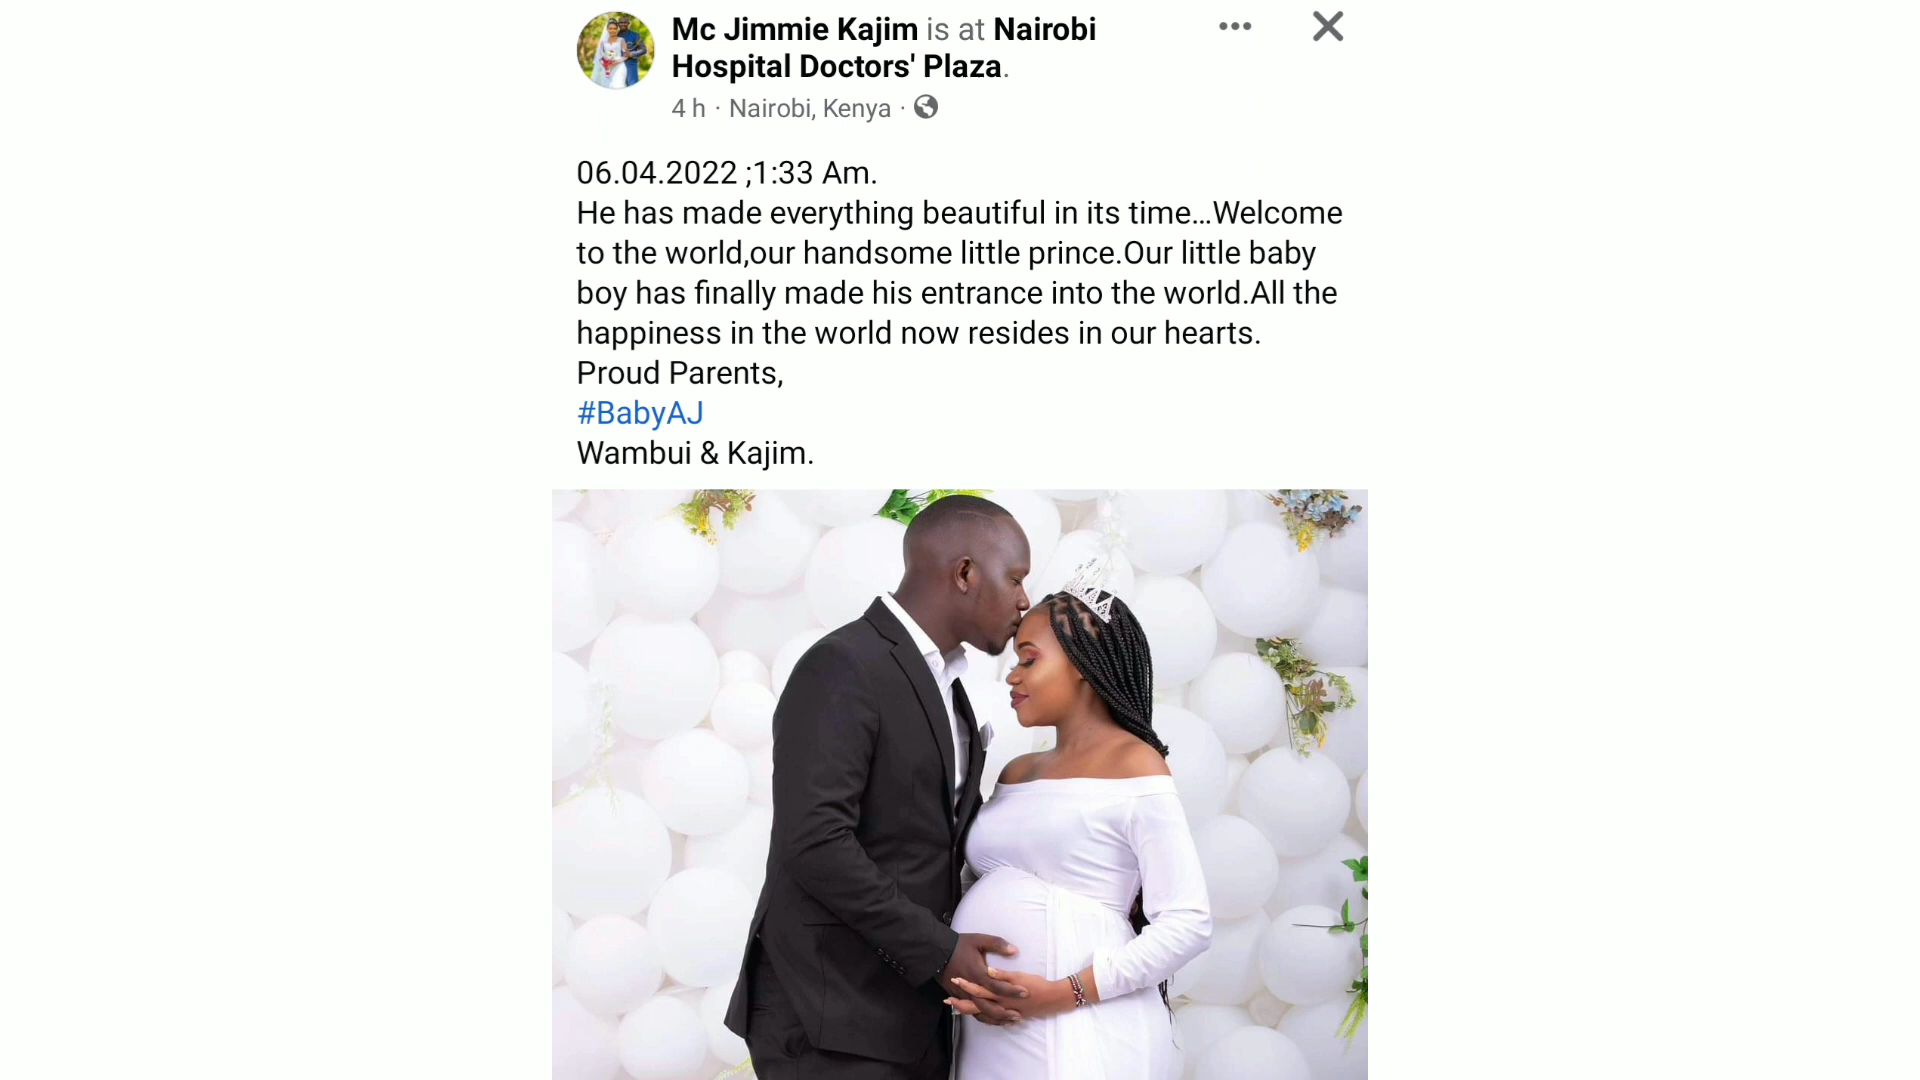 Mc Jimmie Kajim is at Nairobi
Hospital Doctors' Plaza.
4 h · Nairobi, Kenya ·
06.04.2022 ;1:33 Am.
He has made everything beautiful in its time...Welcome
to the world,our handsome little prince.Our little baby
boy has finally made his entrance into the world.All the
happiness in the world now resides in our hearts.
Proud Parents,
#BabyAJ
Wambui & Kajim.